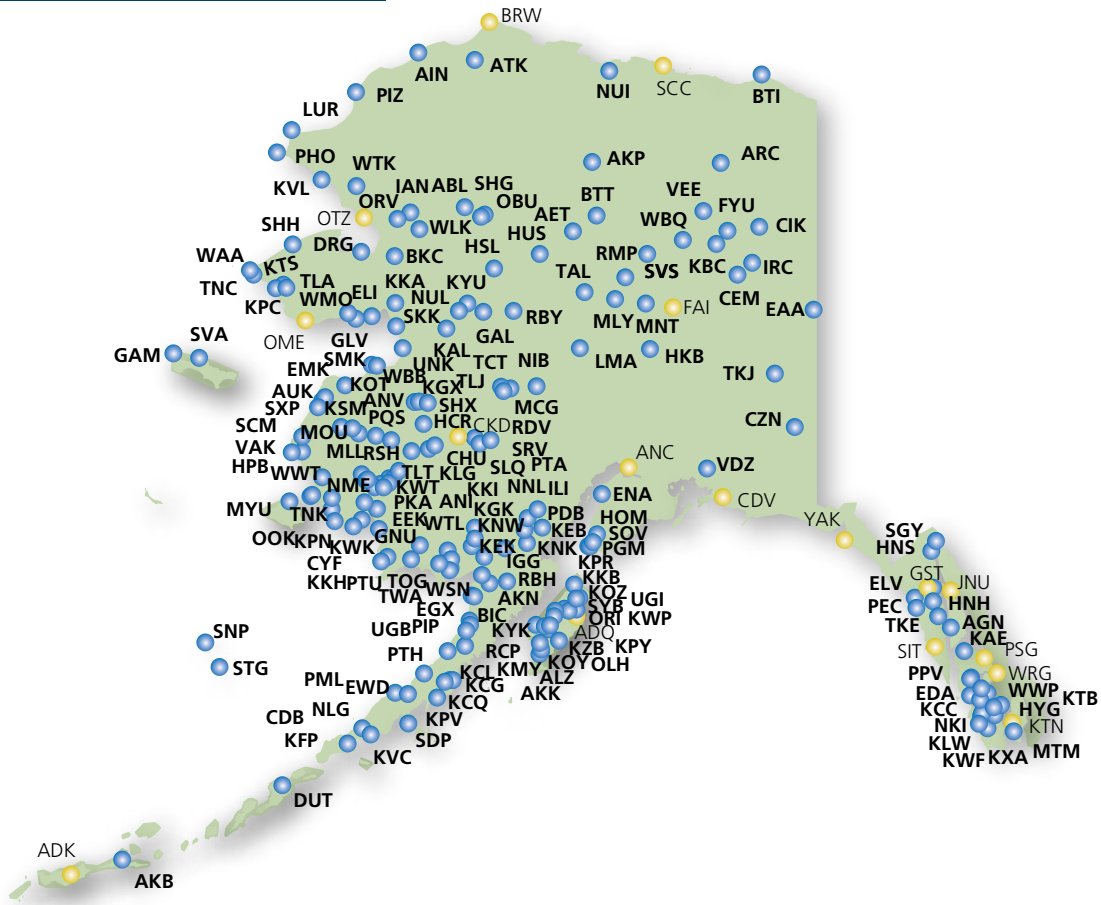 BRW
AIN
ATK
NUI
SCC
BTI
PIZ
LUR
PHO
WTK
AKP
ARC
KVL
IAN ABL SHG
ORV
OBU
BTT
VEE
OTZ
AET
WBQ
FYU
SHH
DRG
WLK
HUS
CIK
WAA
KTS
BKC
HSL
RMP
SVS
KBC
IRC
TNC
TLA
KKA
KYU
TAL
CEM
KPC
WMO
ELI
NUL
RBY
MLY
MNT
FAI
EAA
OME
SKK
GAL
SVA
GLV
GAM
SMK
KAL
TCT
NIB
LMA
HKB
EMK
UNK
TKJ
KOT
WBB
KGX
TLJ
AUK
ANV
SHX
MCG
SXP
KSM
PQS
HCR
CKD
RDV
CZN
SCM
MOU
VAK
MLL
RSH
CHU
SRV
ANC
HPB
SLQ
PTA
VDZ
WWT
TLT
KLG
NME
KWT
KKI
NNL
ILI
ENA
CDV
MYU
TNK
PKA
ANI
KGK
PDB
HOM
YAK
EEK
WTL
KNW
KEB
SOV
SGY
OOK
KPN
KWK
GNU
KEK
KNK
PGM
HNS
CYF
IGG
KPR
GST
KKH
PTU
TOG
WSN
RBH
KKB
ELV
JNU
TWA
AKN
KOZ
PEC
HNH
EGX
BIC
SYB
UGI
TKE
AGN
UGB
PIP
KYK
ORI
KWP
KAE
SNP
ADQ
SIT
PSG
PTH
RCP
KZB
KPY
STG
KMY
KOY
OLH
PPV
WRG
PML
EWD
KCL
ALZ
EDA
WWP
KTB
KCG
AKK
KCC
HYG
NLG
KCQ
NKI
KTN
CDB
KPV
KLW
MTM
KFP
SDP
KWF
KXA
KVC
DUT
ADK
AKB